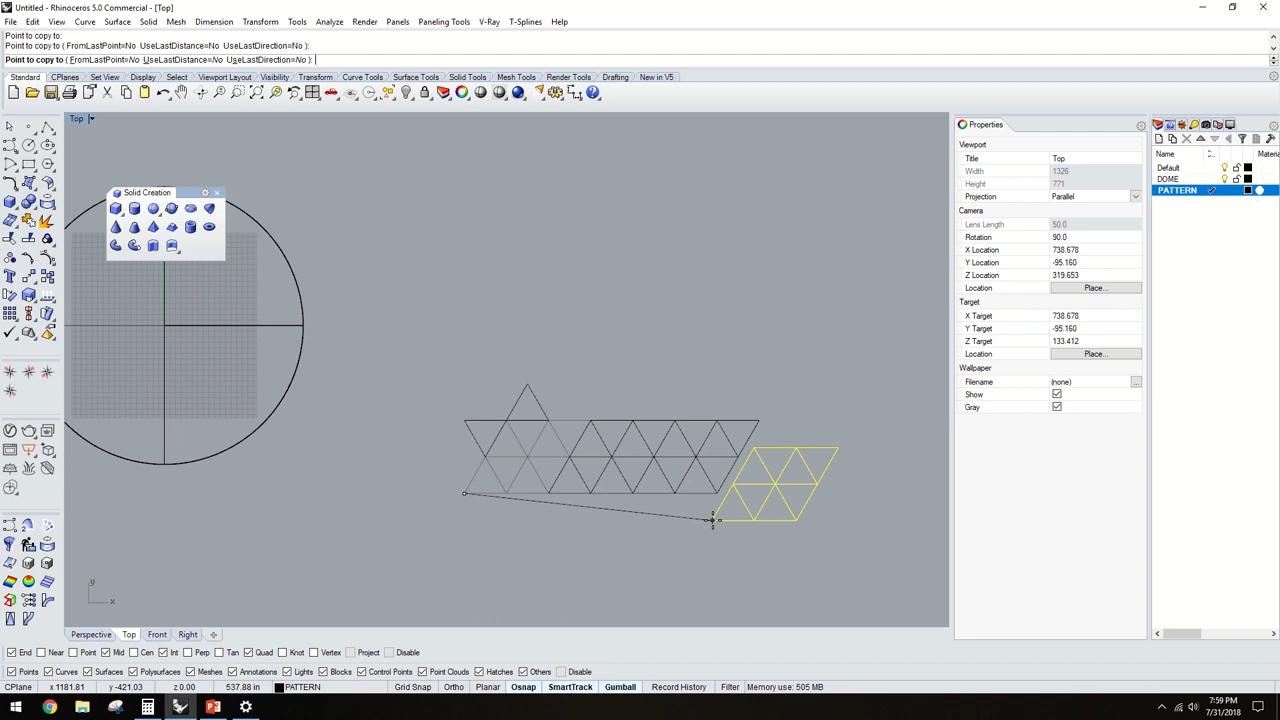 Untitled - Rhinoceros 5.0 Commercial - [Top]
File Edit View Curve Surface Solid Mesh Dimension Transform Tools Analyze Render Panels Paneling Tools V-Ray T-Splines Help
Point to copy to:
Point to copy to ( FromLastPoint=No UseLastDistance=No UseLastDirection=No ):
Point to copy to ( FromLastPoint=No UseLastDistance=No UseLastDirection=No ):
Standard CPlanes Set View Display Select Viewport Layout Visibility Transform Curve Tools Surface Tools Solid Tools Mesh Tools Render Tools Drafting New in V5
Top
Solid Creation
Properties
Viewport
Title Top
Width 1326
Height 771
Projection Parallel
Camera
Lens Length 50.0
Rotation 90.0
X Location 738.678
Y Location -95.160
Z Location 319.653
Location Place...
Target
X Target 738.678
Y Target -95.160
Z Target 133.412
Location Place...
Wallpaper
Filename (none) ...
Show
Gray
Name Materia
Default
DOME
PATTERN
y
x
Perspective Top Front Right
End Near Point Mid Cen Int Perp Tan Quad Knot Vertex Project Disable
Points Curves Surfaces Polysurfaces Meshes Annotations Lights Blocks Control Points Point Clouds Hatches Others Disable
CPlane x 1181.81 y -421.03 z 0.00 537.88 in PATTERN Grid Snap Ortho Planar Osnap SmartTrack Gumball Record History Filter Memory use: 505 MB
7:59 PM
7/31/2018